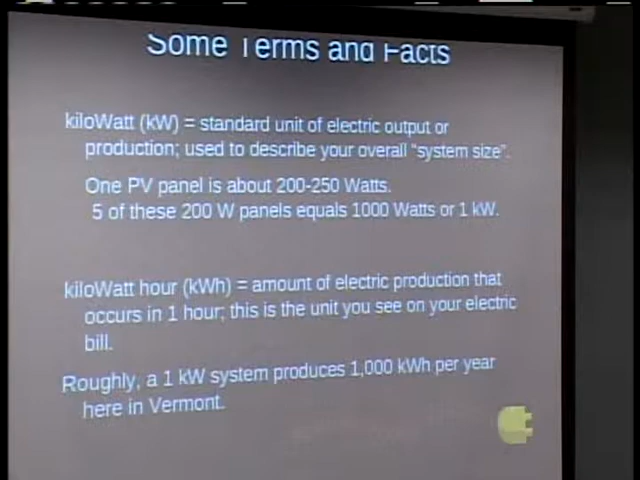 Some Terms and Facts
kiloWatt (kW) = standard unit of electric output or
production; used to describe your overall "system size".
One PV panel is about 200-250 Watts.
5 of these 200 W panels equals 1000 Watts or 1 kW.
kiloWatt hour (kWh) = amount of electric production that
occurs in 1 hour; this is the unit you see on your electric
bill.
Roughly, a 1 kW system produces 1,000 kWh per year
here in Vermont.